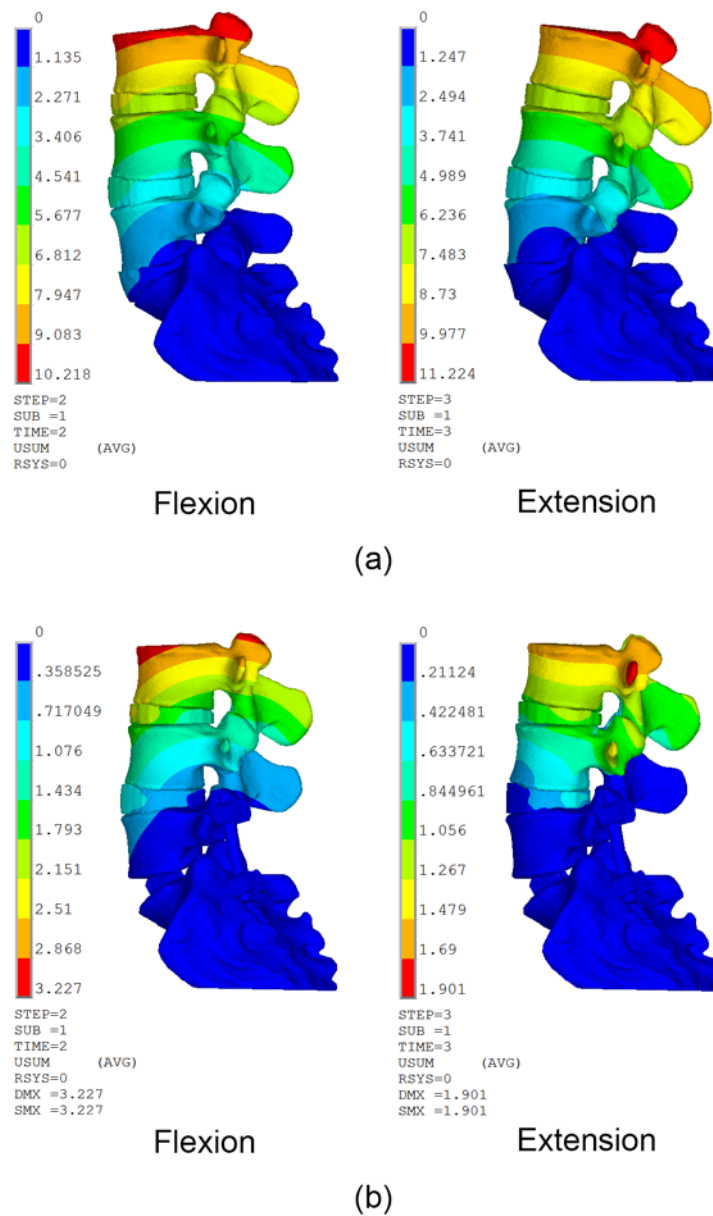 0
1.135
2.271
3.406
4.541
5.677
6.812
7.947
9.083
10.218
STEP=2
SUB =1
TIME=2
USUM (AVG)
RSYS=0
Flexion
0
1.247
2.494
3.741
4.989
6.236
7.483
8.73
9.977
11.224
STEP=3
SUB =1
TIME=3
USUM (AVG)
RSYS=0
Extension
(a)
0
.358525
.717049
1.076
1.434
1.793
2.151
2.51
2.868
3.227
STEP=2
SUB =1
TIME=2
USUM (AVG)
RSYS=0
DMX =3.227
SMX =3.227
Flexion
0
.21124
.422481
.633721
.844961
1.056
1.267
1.479
1.69
1.901
STEP=3
SUB =1
TIME=3
USUM (AVG)
RSYS=0
DMX =1.901
SMX =1.901
Extension
(b)